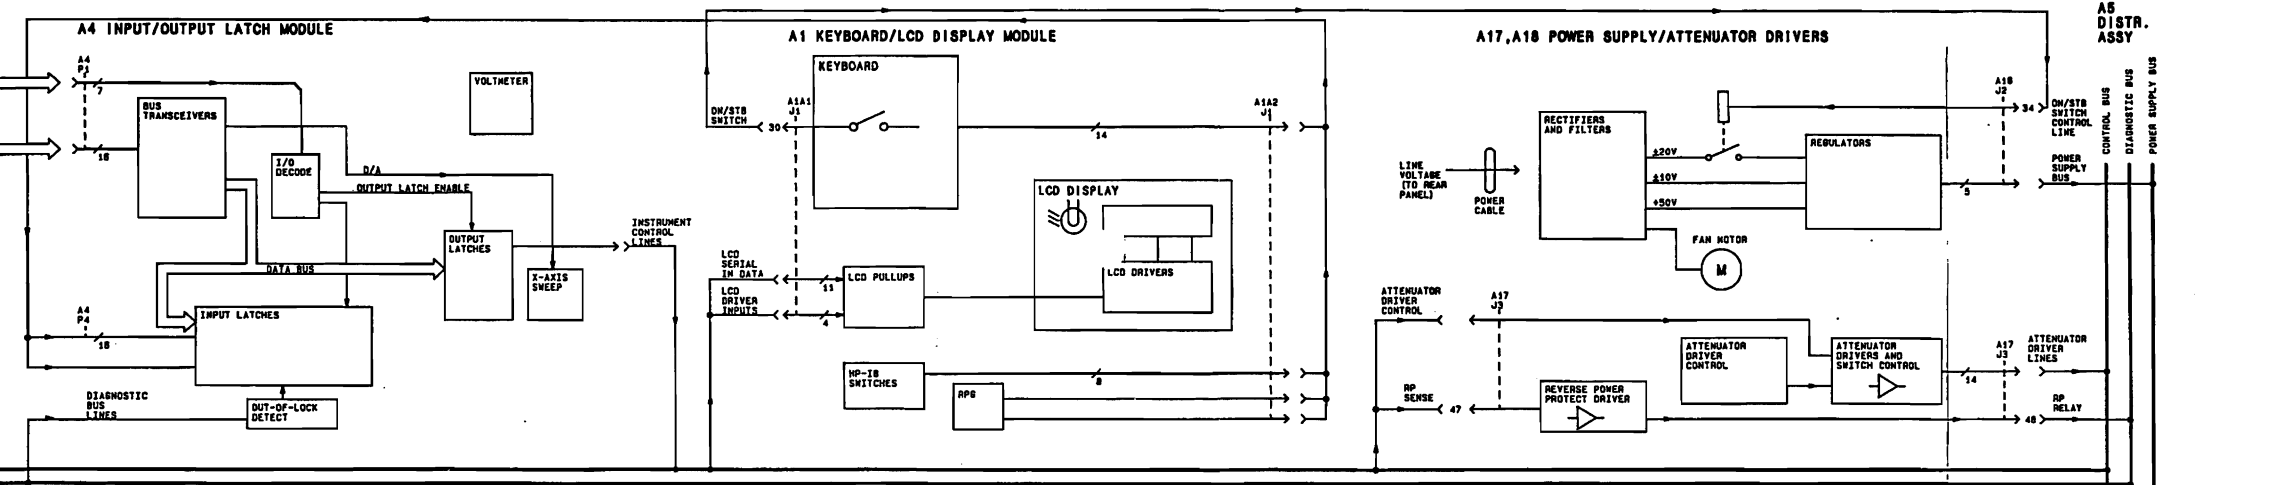 A4 INPUT/OUTPUT LATCH MODULE
A4
P1
7
16
BUS
TRANSCEIVERS
I/O
DECODE
VOLTMETER
D/A
OUTPUT LATCH ENABLE
OUTPUT
LATCHES
X-AXIS
SWEEP
INSTRUMENT
CONTROL
LINES
DATA BUS
INPUT LATCHES
A4
P4
16
DIAGNOSTIC
BUS
LINES
OUT-OF-LOCK
DETECT
A1 KEYBOARD/LCD DISPLAY MODULE
KEYBOARD
ON/STB
SWITCH
30
A1A1
J1
14
A1A2
J1
LCD DISPLAY
LCD DRIVERS
LCD
SERIAL
IN DATA
LCD
DRIVER
INPUTS
11
4
LCD PULLUPS
HP-IB
SWITCHES
8
RPG
A17,A18 POWER SUPPLY/ATTENUATOR DRIVERS
LINE
VOLTAGE
(TO REAR
PANEL)
POWER
CABLE
RECTIFIERS
AND FILTERS
±20V
±10V
+50V
REGULATORS
FAN MOTOR
M
5
A18
J2
34
ON/STB
SWITCH
CONTROL
LINE
POWER
SUPPLY
BUS
ATTENUATOR
DRIVER
CONTROL
A17
J3
ATTENUATOR
DRIVER
CONTROL
ATTENUATOR
DRIVERS AND
SWITCH CONTROL
14
A17
J3
ATTENUATOR
DRIVER
LINES
RP
SENSE
47
REVERSE POWER
PROTECT DRIVER
48
RP
RELAY
A5
DISTR.
ASSY
CONTROL BUS
DIAGNOSTIC BUS
POWER SUPPLY BUS